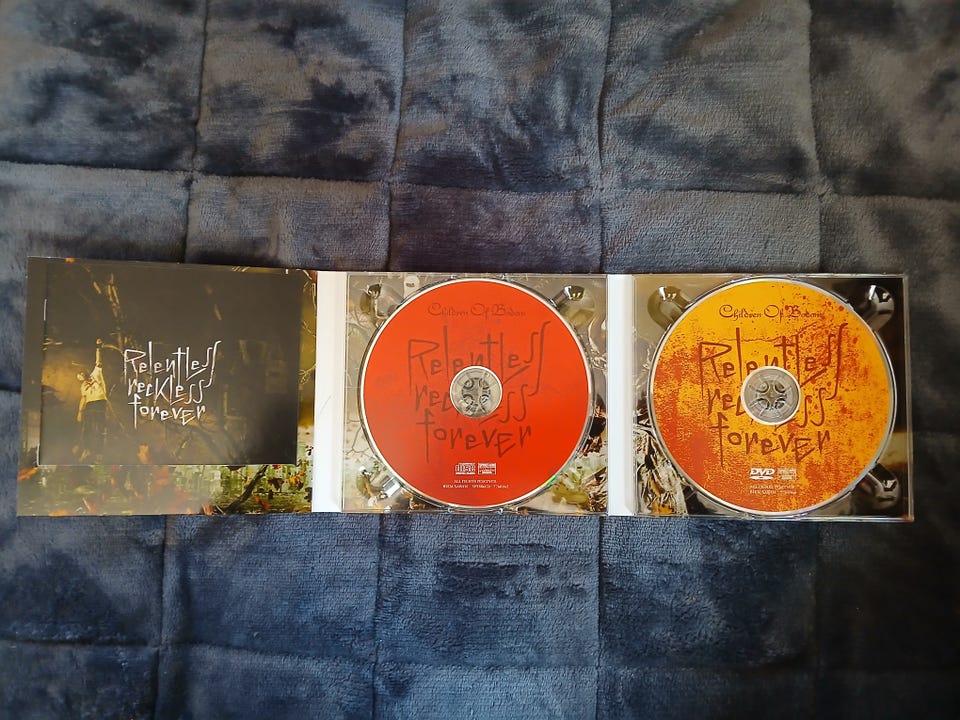 Relentless
reckless
forever
Children Of Bodom
Relentless
reckless
forever
Children Of Bodom
Relentless
reckless
forever
DVD